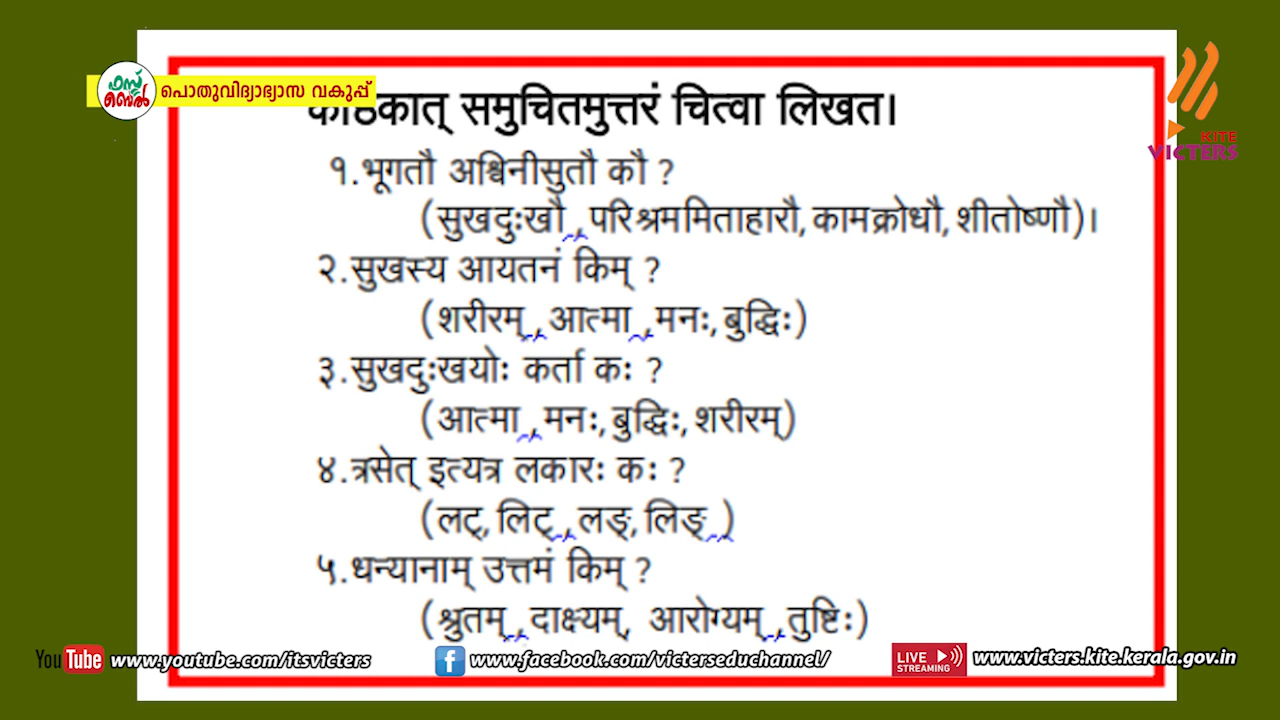 ഫസ്റ്റ് ബെൽ
പൊതുവിദ്യാഭ്യാസ വകുപ്പ്
KITE VICTERS
कोष्ठकात् समुचितमुत्तरं चित्वा लिखत।
१.भूगतौ अश्विनीसुतौ कौ ?
(सुखदुःखौ ,परिश्रममिताहारौ,कामक्रोधौ,शीतोष्णौ)।
२.सुखस्य आयतनं किम् ?
(शरीरम् ,आत्मा ,मनः,बुद्धिः)
३.सुखदुःखयोः कर्ता कः ?
(आत्मा ,मनः,बुद्धिः,शरीरम्)
४.त्रसेत् इत्यत्र लकारः कः ?
(लट्,लिट् ,लङ्,लिङ् )
५.धन्यानाम् उत्तमं किम् ?
(श्रुतम् ,दाक्ष्यम्, आरोग्यम् ,तुष्टिः)
YouTube www.youtube.com/itsvicters
f www.facebook.com/victerseduchannel/
LIVE STREAMING www.victers.kite.kerala.gov.in